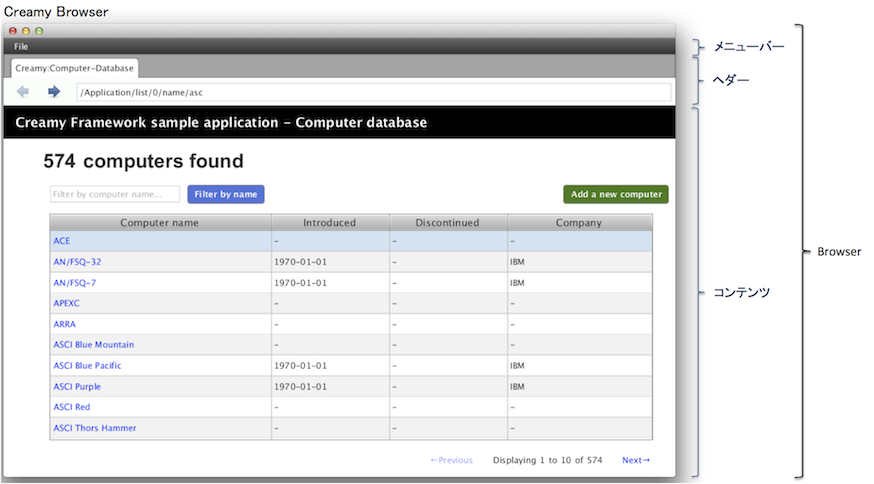 Creamy Browser
File
メニューバー
Creamy:Computer-Database
ヘダー
/Application/list/0/name/asc
Creamy Framework sample application - Computer database
574 computers found
Filter by computer name... Filter by name Add a new computer
Computer name Introduced Discontinued Company
ACE - - -
AN/FSQ-32 1970-01-01 - IBM
Browser
AN/FSQ-7 1970-01-01 - IBM
コンテンツ
APEXC - - -
ARRA - - -
ASCI Blue Mountain - - -
ASCI Blue Pacific 1970-01-01 - IBM
ASCI Purple 1970-01-01 - IBM
ASCI Red - - -
ASCI Thors Hammer - - -
←Previous Displaying 1 to 10 of 574 Next→